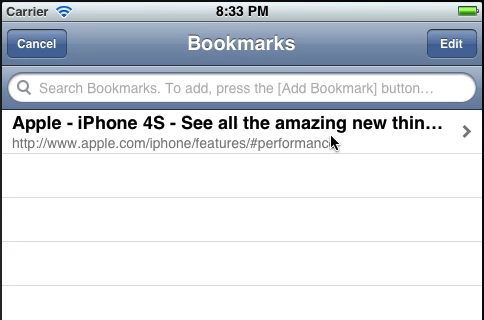 Carrier 8:33 PM
Cancel Bookmarks Edit
Search Bookmarks. To add, press the [Add Bookmark] button…
Apple - iPhone 4S - See all the amazing new thin…
http://www.apple.com/iphone/features/#performance